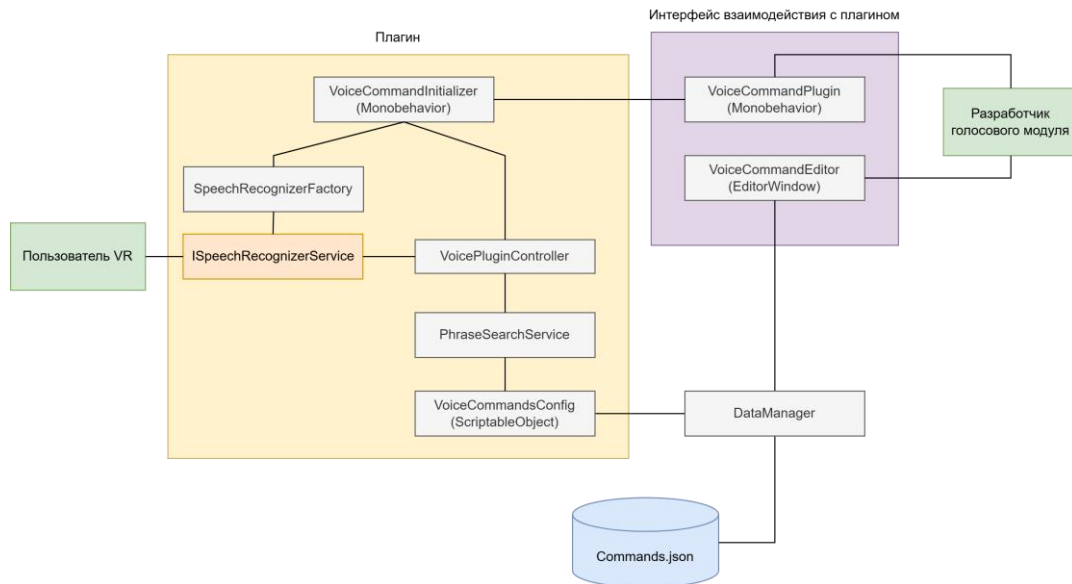 Интерфейс взаимодействия с плагином
Плагин
VoiceCommandInitializer
(Monobehavior)
VoiceCommandPlugin
(Monobehavior)
Разработчик
голосового модуля
SpeechRecognizerFactory
VoiceCommandEditor
(EditorWindow)
Пользователь VR
ISpeechRecognizerService
VoicePluginController
PhraseSearchService
VoiceCommandsConfig
(ScriptableObject)
DataManager
Commands.json